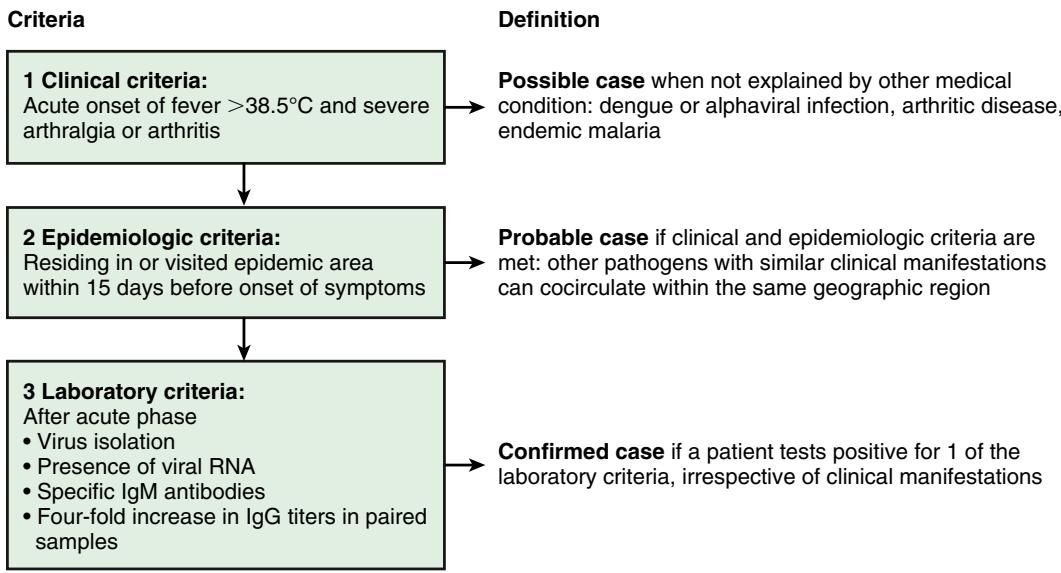 Criteria
Definition
1 Clinical criteria:
Acute onset of fever >38.5°C and severe
arthralgia or arthritis
Possible case when not explained by other medical
condition: dengue or alphaviral infection, arthritic disease,
endemic malaria
2 Epidemiologic criteria:
Residing in or visited epidemic area
within 15 days before onset of symptoms
Probable case if clinical and epidemiologic criteria are
met: other pathogens with similar clinical manifestations
can cocirculate within the same geographic region
3 Laboratory criteria:
After acute phase
• Virus isolation
• Presence of viral RNA
• Specific IgM antibodies
• Four-fold increase in IgG titers in paired
samples
Confirmed case if a patient tests positive for 1 of the
laboratory criteria, irrespective of clinical manifestations